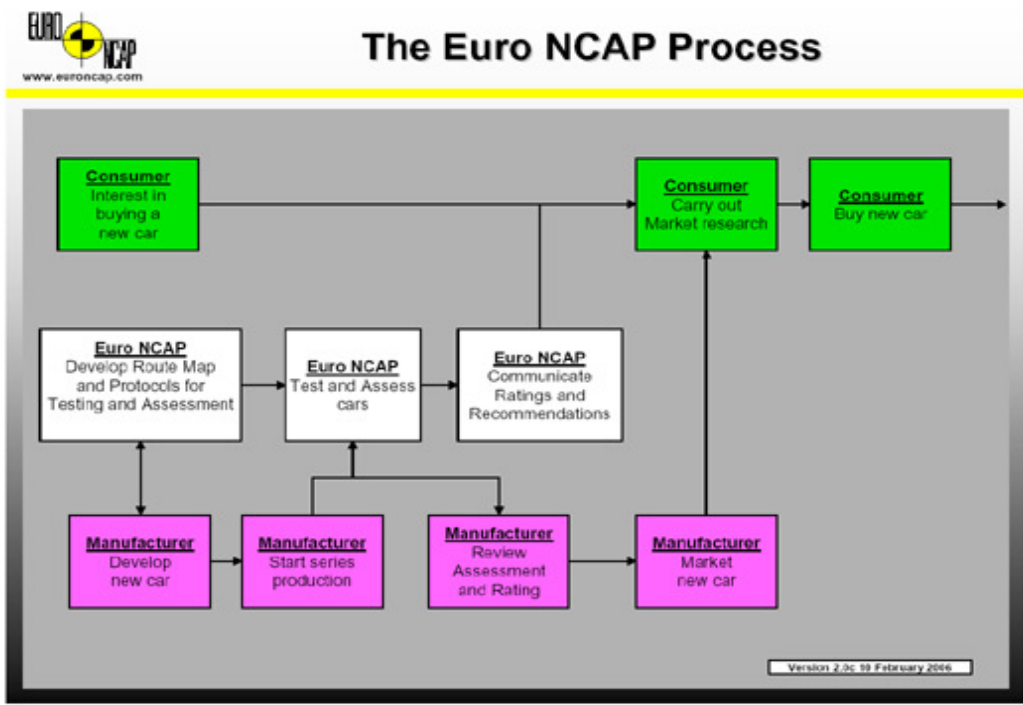 EURO
NCAP
www.euroncap.com
The Euro NCAP Process
Consumer
Interest in
buying a
new car
Consumer
Carry out
Market research
Consumer
Buy new car
Euro NCAP
Develop Route Map
and Protocols for
Testing and Assessment
Euro NCAP
Test and Assess
cars
Euro NCAP
Communicate
Ratings and
Recommendations
Manufacturer
Develop
new car
Manufacturer
Start series
production
Manufacturer
Review
Assessment
and Rating
Manufacturer
Market
new car
Version 2.0c 10 February 2006